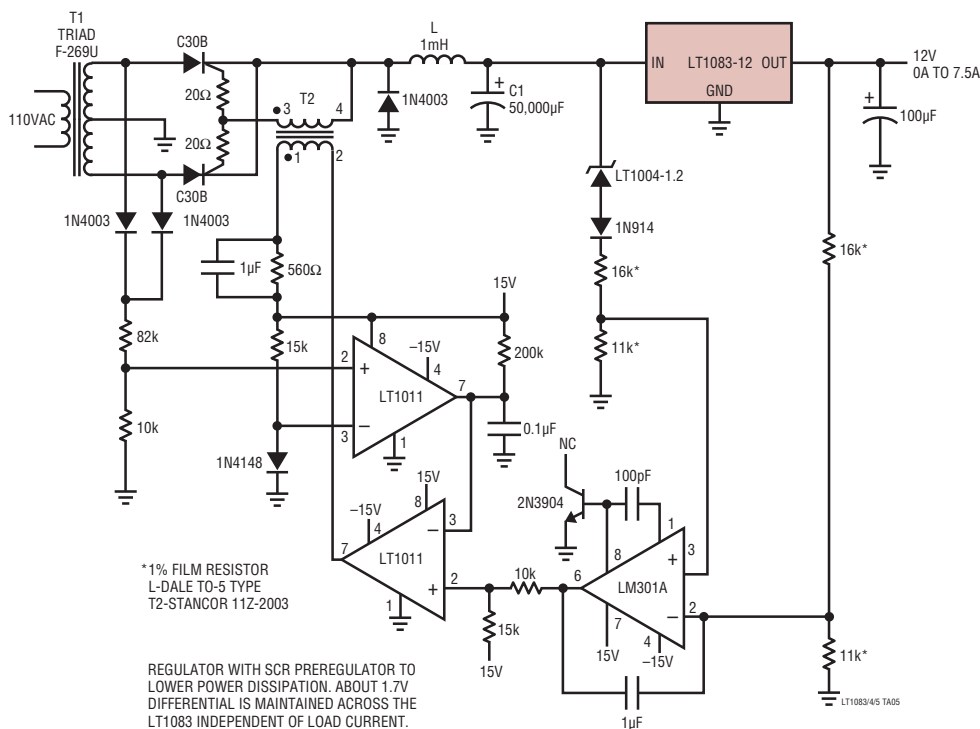 T1
TRIAD
F-269U
110VAC
C30B
20Ω
20Ω
C30B
3
T2
4
1
2
L
1mH
1N4003
+
C1
50,000µF
IN
LT1083-12
OUT
GND
12V
0A TO 7.5A
+
100µF
1N4003
1N4003
LT1004-1.2
1N914
16k*
11k*
16k*
1µF
560Ω
15k
82k
10k
1N4148
15V
200k
2
+
8
–15V
4
7
LT1011
–
3
1
0.1µF
15V
8
–15V
4
–
3
7
LT1011
+
2
1
10k
15k
15V
NC
2N3904
100pF
1
8
+
3
6
LM301A
–
2
7
15V
4
–15V
1µF
11k*
*1% FILM RESISTOR
L-DALE TO-5 TYPE
T2-STANCOR 11Z-2003
REGULATOR WITH SCR PREREGULATOR TO
LOWER POWER DISSIPATION. ABOUT 1.7V
DIFFERENTIAL IS MAINTAINED ACROSS THE
LT1083 INDEPENDENT OF LOAD CURRENT.
LT1083/4/5 TA05